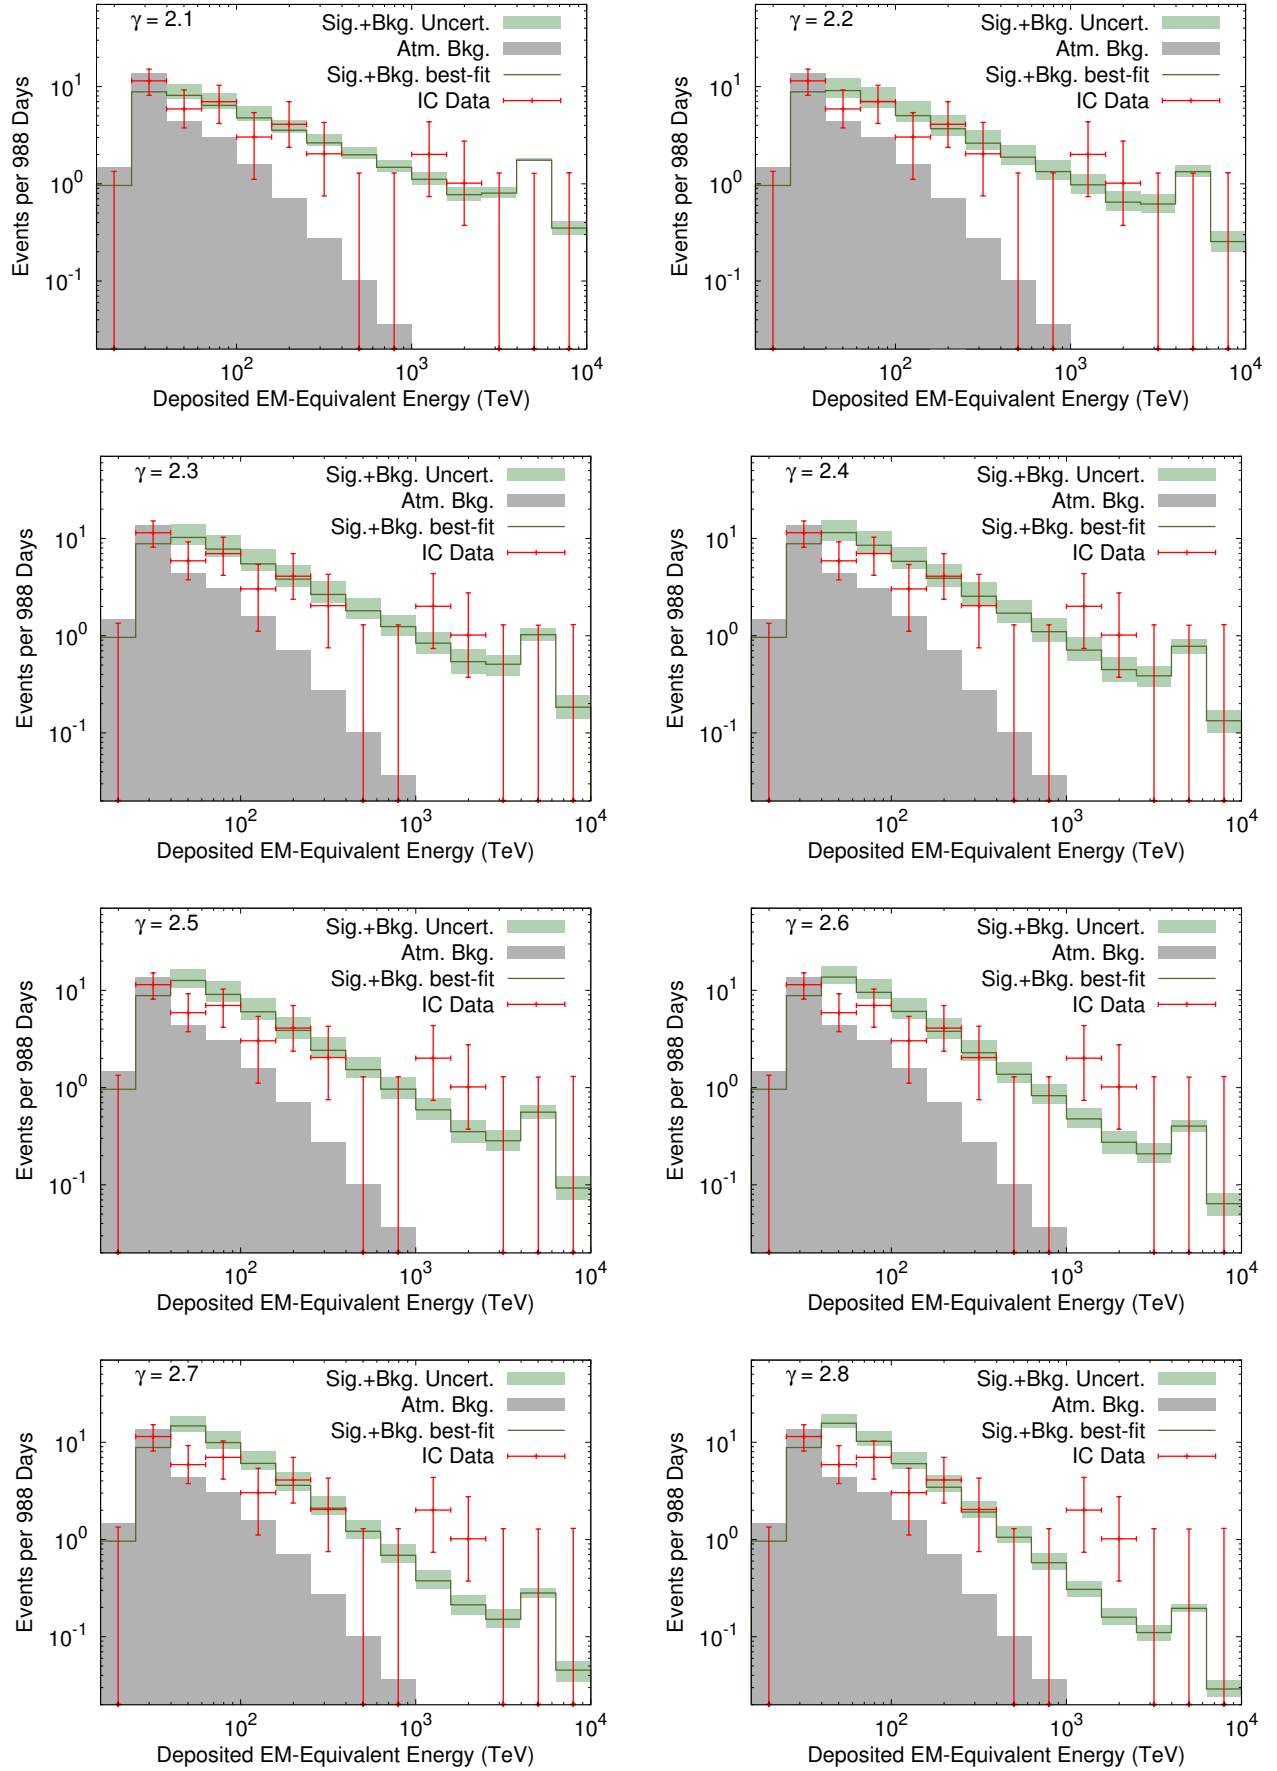 γ = 2.1
Sig.+Bkg. Uncert.
Atm. Bkg.
Sig.+Bkg. best-fit
IC Data
Events per 988 Days
10^1
10^0
10^-1
10^2
10^3
10^4
Deposited EM-Equivalent Energy (TeV)
γ = 2.2
Sig.+Bkg. Uncert.
Atm. Bkg.
Sig.+Bkg. best-fit
IC Data
Events per 988 Days
10^1
10^0
10^-1
10^2
10^3
10^4
Deposited EM-Equivalent Energy (TeV)
γ = 2.3
Sig.+Bkg. Uncert.
Atm. Bkg.
Sig.+Bkg. best-fit
IC Data
Events per 988 Days
10^1
10^0
10^-1
10^2
10^3
10^4
Deposited EM-Equivalent Energy (TeV)
γ = 2.4
Sig.+Bkg. Uncert.
Atm. Bkg.
Sig.+Bkg. best-fit
IC Data
Events per 988 Days
10^1
10^0
10^-1
10^2
10^3
10^4
Deposited EM-Equivalent Energy (TeV)
γ = 2.5
Sig.+Bkg. Uncert.
Atm. Bkg.
Sig.+Bkg. best-fit
IC Data
Events per 988 Days
10^1
10^0
10^-1
10^2
10^3
10^4
Deposited EM-Equivalent Energy (TeV)
γ = 2.6
Sig.+Bkg. Uncert.
Atm. Bkg.
Sig.+Bkg. best-fit
IC Data
Events per 988 Days
10^1
10^0
10^-1
10^2
10^3
10^4
Deposited EM-Equivalent Energy (TeV)
γ = 2.7
Sig.+Bkg. Uncert.
Atm. Bkg.
Sig.+Bkg. best-fit
IC Data
Events per 988 Days
10^1
10^0
10^-1
10^2
10^3
10^4
Deposited EM-Equivalent Energy (TeV)
γ = 2.8
Sig.+Bkg. Uncert.
Atm. Bkg.
Sig.+Bkg. best-fit
IC Data
Events per 988 Days
10^1
10^0
10^-1
10^2
10^3
10^4
Deposited EM-Equivalent Energy (TeV)